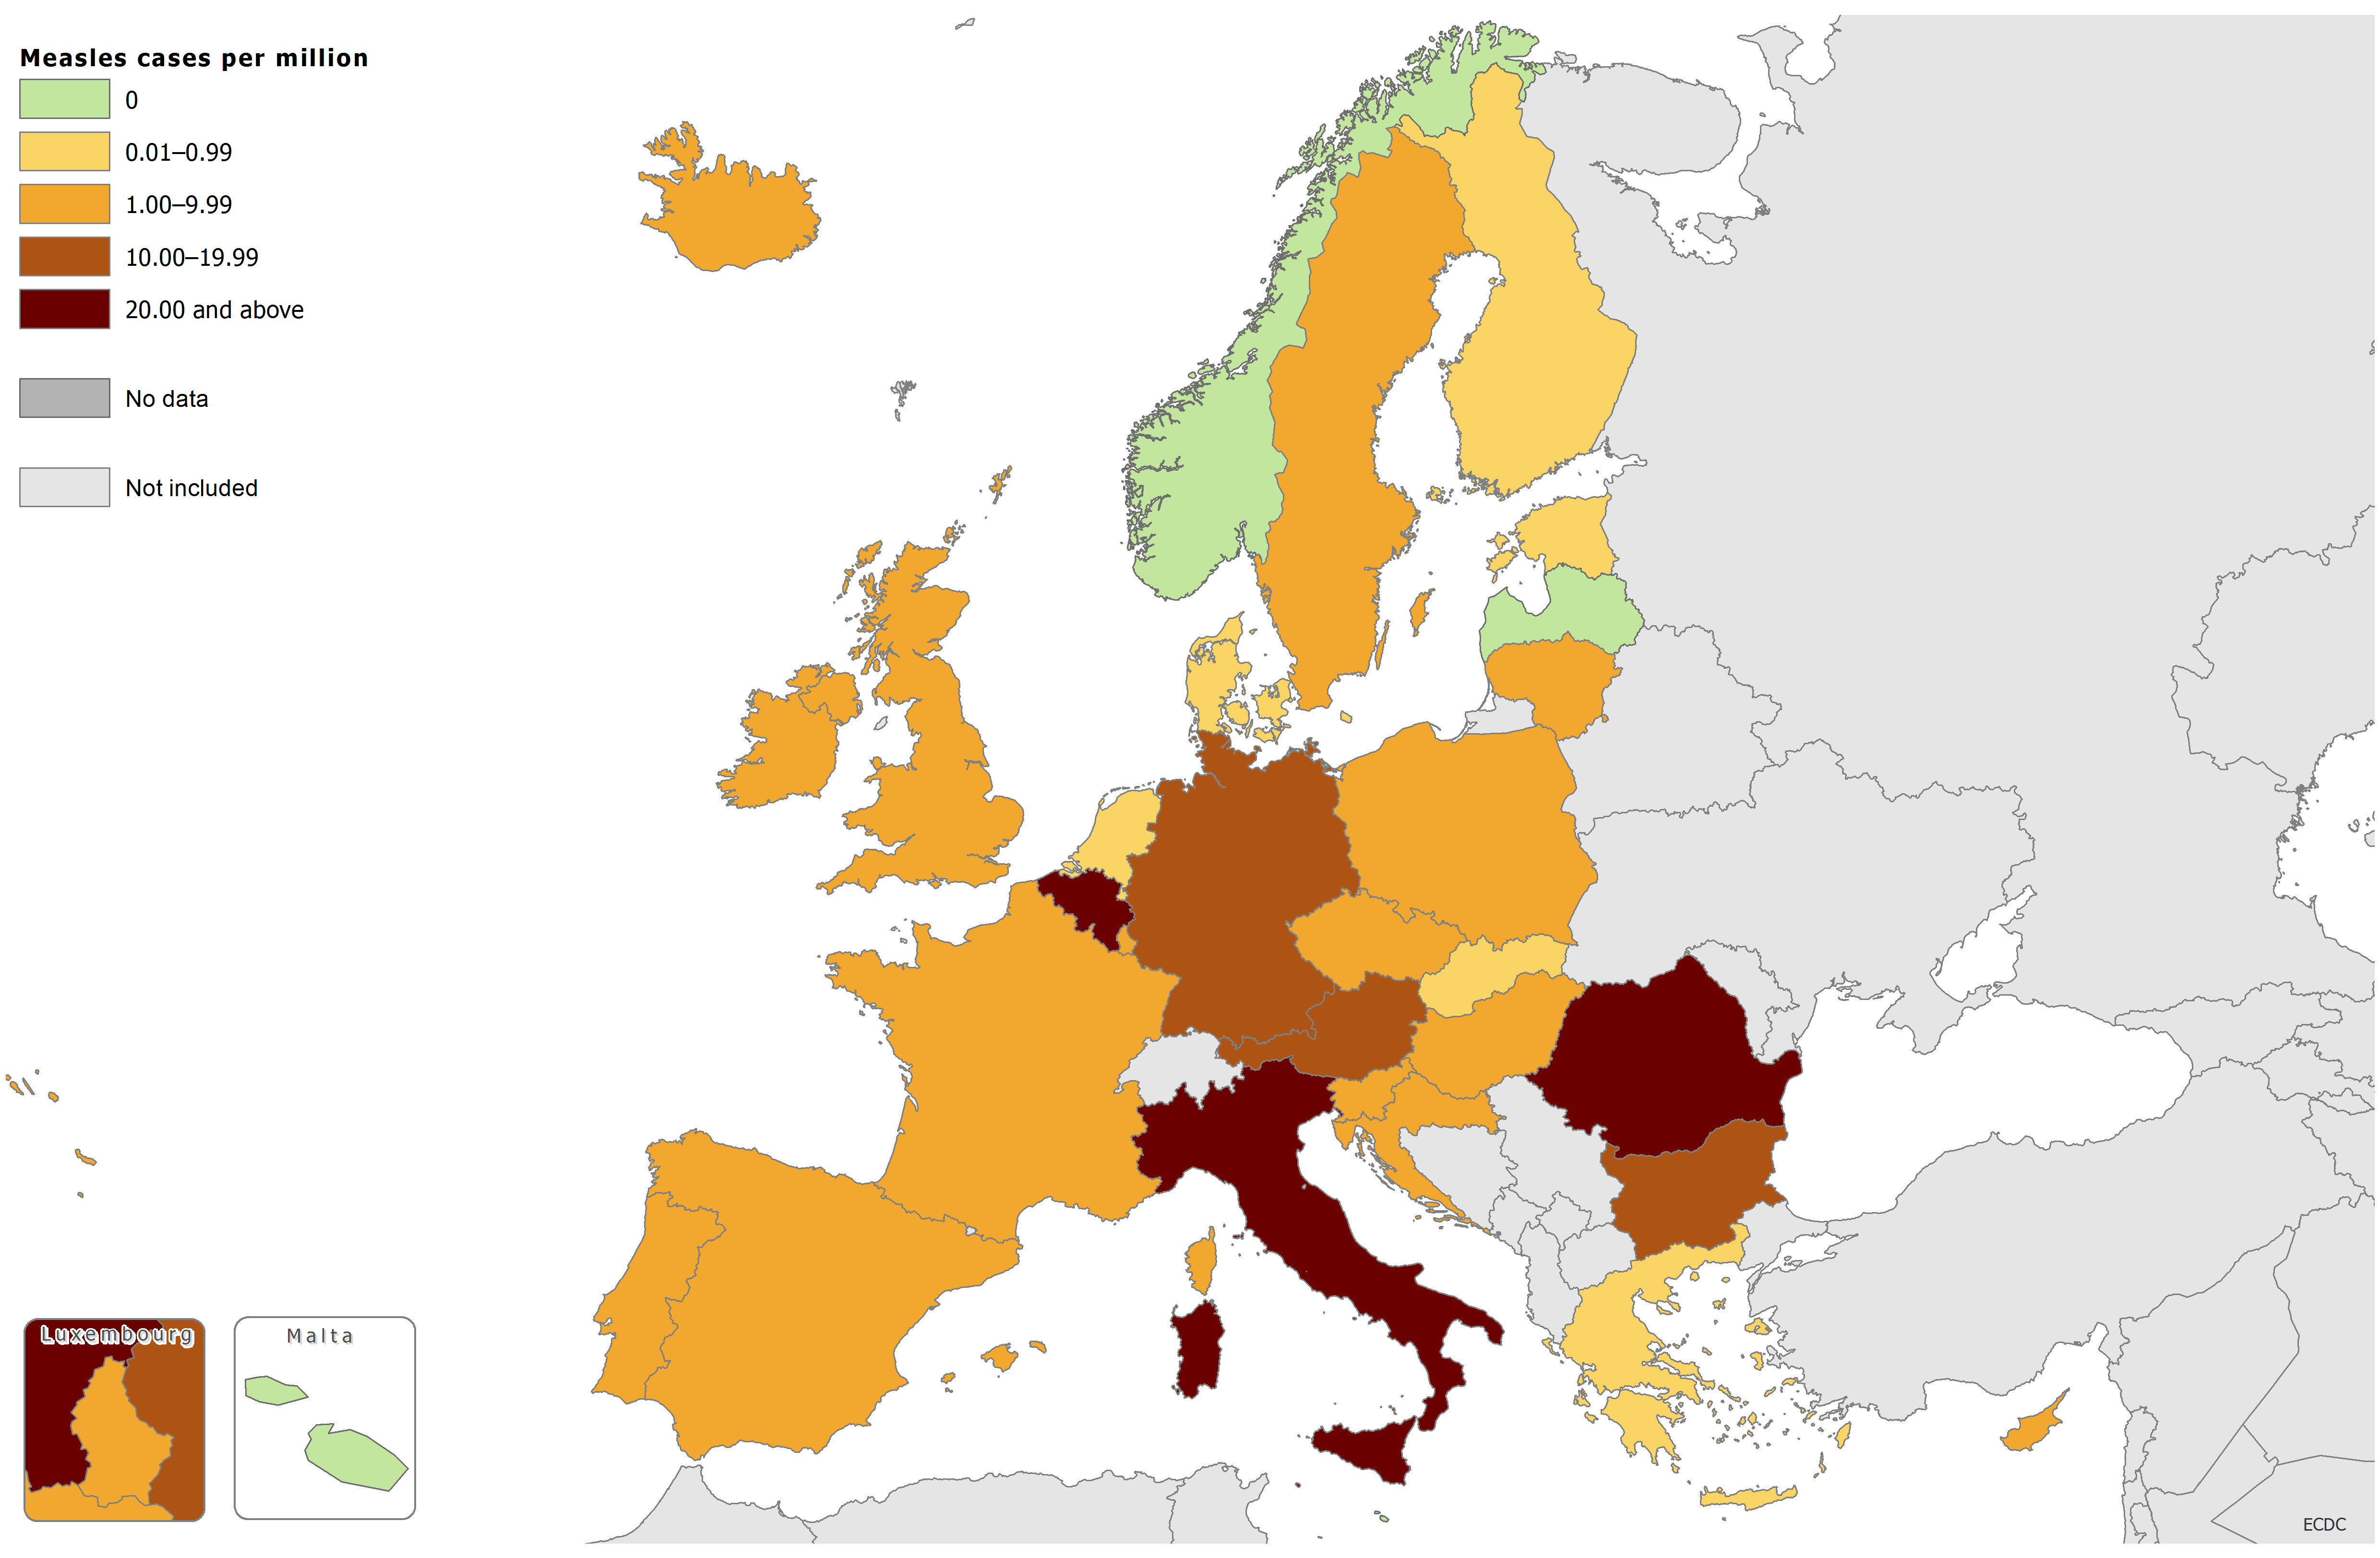 Measles cases per million
0
0.01–0.99
1.00–9.99
10.00–19.99
20.00 and above
No data
Not included
Luxembourg
Malta
ECDC